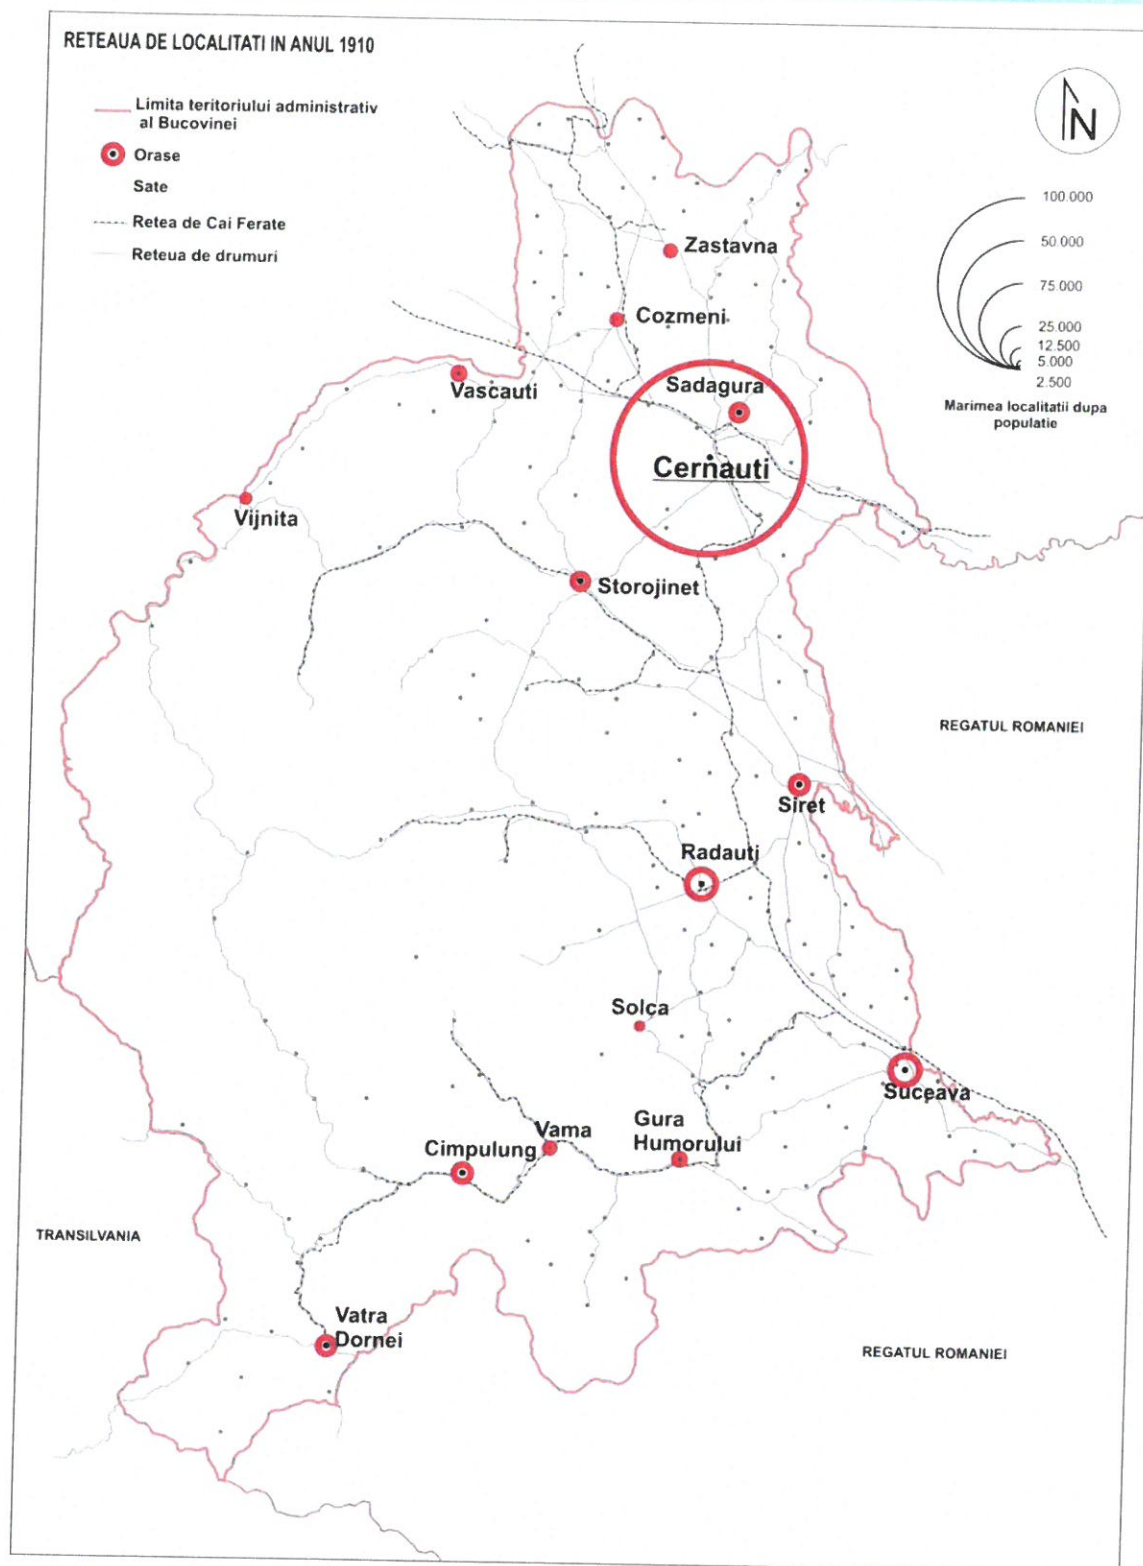 RETEAUA DE LOCALITATI IN ANUL 1910
Limita teritoriului administrativ
al Bucovinei
Orase
Sate
Retea de Cai Ferate
Reteua de drumuri
N
100.000
50.000
75.000
25.000
12.500
5.000
2.500
Marimea localitatii dupa
populatie
Zastavna
Cozmeni
Vascauti
Sadagura
Cernauti
Vijnita
Storojinet
REGATUL ROMANIEI
Siret
Radauti
Solca
Suceava
Gura
Humorului
Vama
Cimpulung
TRANSILVANIA
Vatra
Dornei
REGATUL ROMANIEI